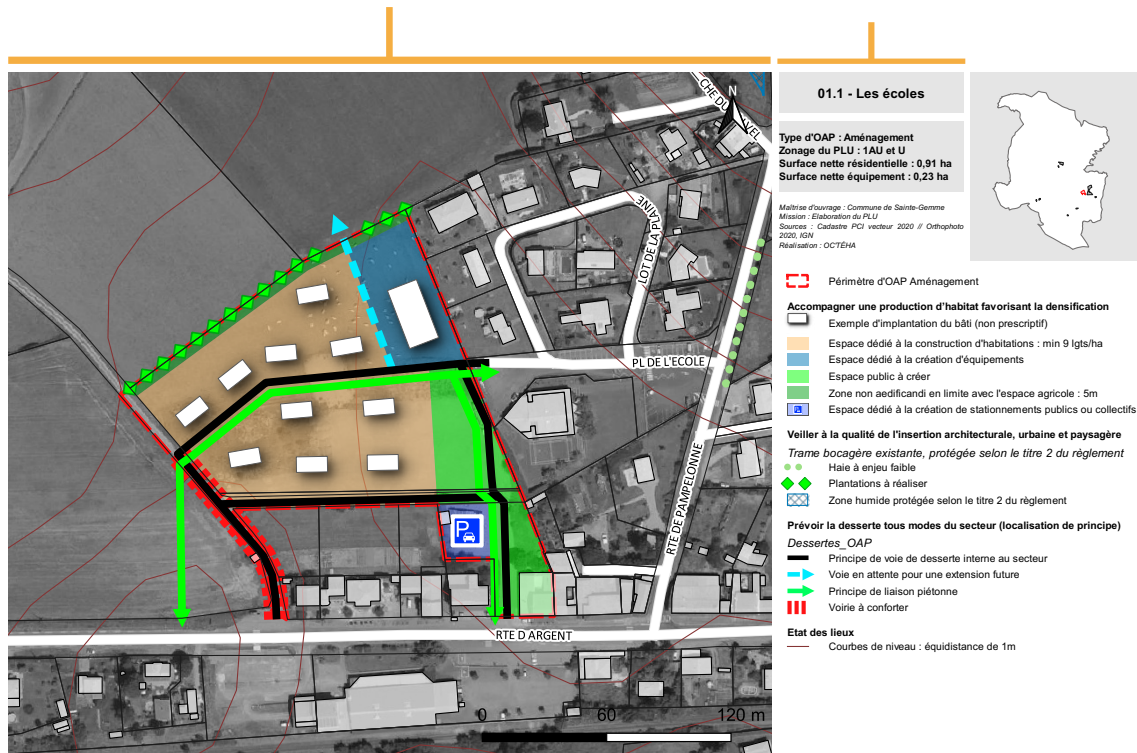 CHE DU
N
LOT DE LA PLAINE
PL DE L'ECOLE
RTE DE PAMPELONNE
P
RTE D ARGENT
0 60 120 m
01.1 - Les écoles
Type d'OAP : Aménagement
Zonage du PLU : 1AU et U
Surface nette résidentielle : 0,91 ha
Surface nette équipement : 0,23 ha
Maîtrise d'ouvrage : Commune de Sainte-Gemme
Mission : Elaboration du PLU
Sources : Cadastre PCI vecteur 2020 // Orthophoto
2020, IGN
Réalisation : OCTÉHA
Périmètre d'OAP Aménagement
Accompagner une production d'habitat favorisant la densification
Exemple d'implantation du bâti (non prescriptif)
Espace dédié à la construction d'habitations : min 9 lgts/ha
Espace dédié à la création d'équipements
Espace public à créer
Zone non aedificandi en limite avec l'espace agricole : 5m
P
Espace dédié à la création de stationnements publics ou collectifs
Veiller à la qualité de l'insertion architecturale, urbaine et paysagère
Trame bocagère existante, protégée selon le titre 2 du règlement
Haie à enjeu faible
Plantations à réaliser
Zone humide protégée selon le titre 2 du règlement
Prévoir la desserte tous modes du secteur (localisation de principe)
Dessertes_OAP
Principe de voie de desserte interne au secteur
Voie en attente pour une extension future
Principe de liaison piétonne
Voirie à conforter
Etat des lieux
Courbes de niveau : équidistance de 1m